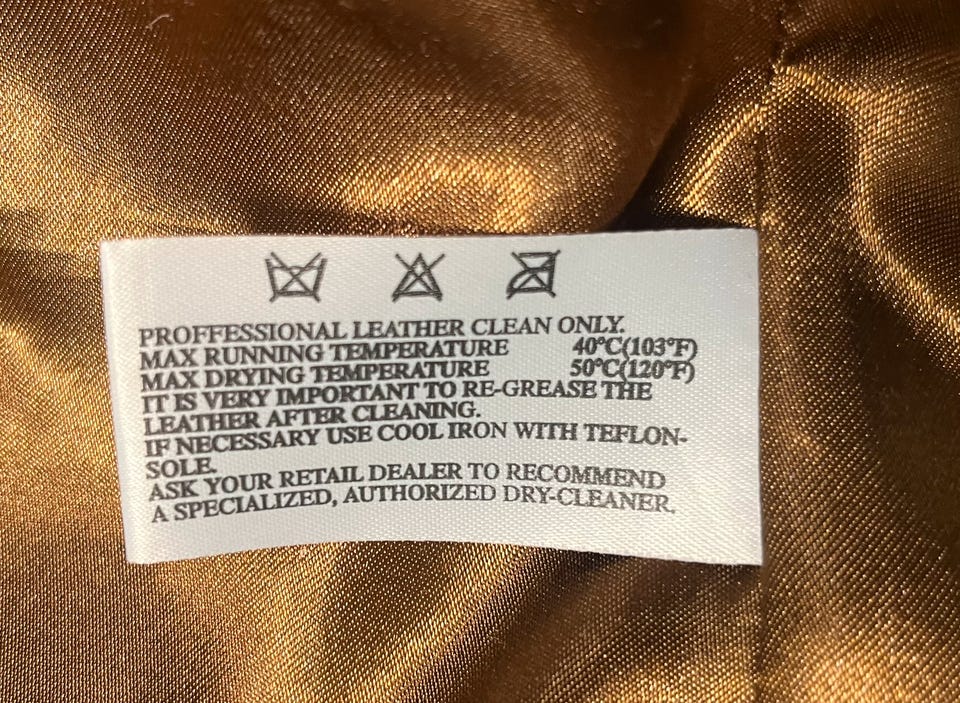 PROFFESSIONAL LEATHER CLEAN ONLY.
MAX RUNNING TEMPERATURE 40°C(103°F)
MAX DRYING TEMPERATURE 50°C(120°F)
IT IS VERY IMPORTANT TO RE-GREASE THE
LEATHER AFTER CLEANING.
IF NECESSARY USE COOL IRON WITH TEFLON-
SOLE.
ASK YOUR RETAIL DEALER TO RECOMMEND
A SPECIALIZED, AUTHORIZED DRY-CLEANER.